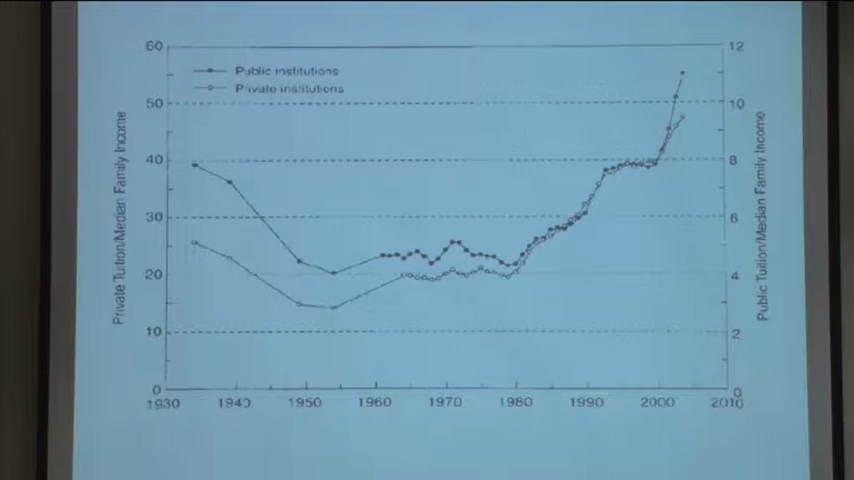 60
12
Public institutions
Private institutions
50
10
40
8
30
6
20
4
10
2
0
0
1930 1940 1950 1960 1970 1980 1990 2000 2010
Private Tuition/Median Family Income
Public Tuition/Median Family Income